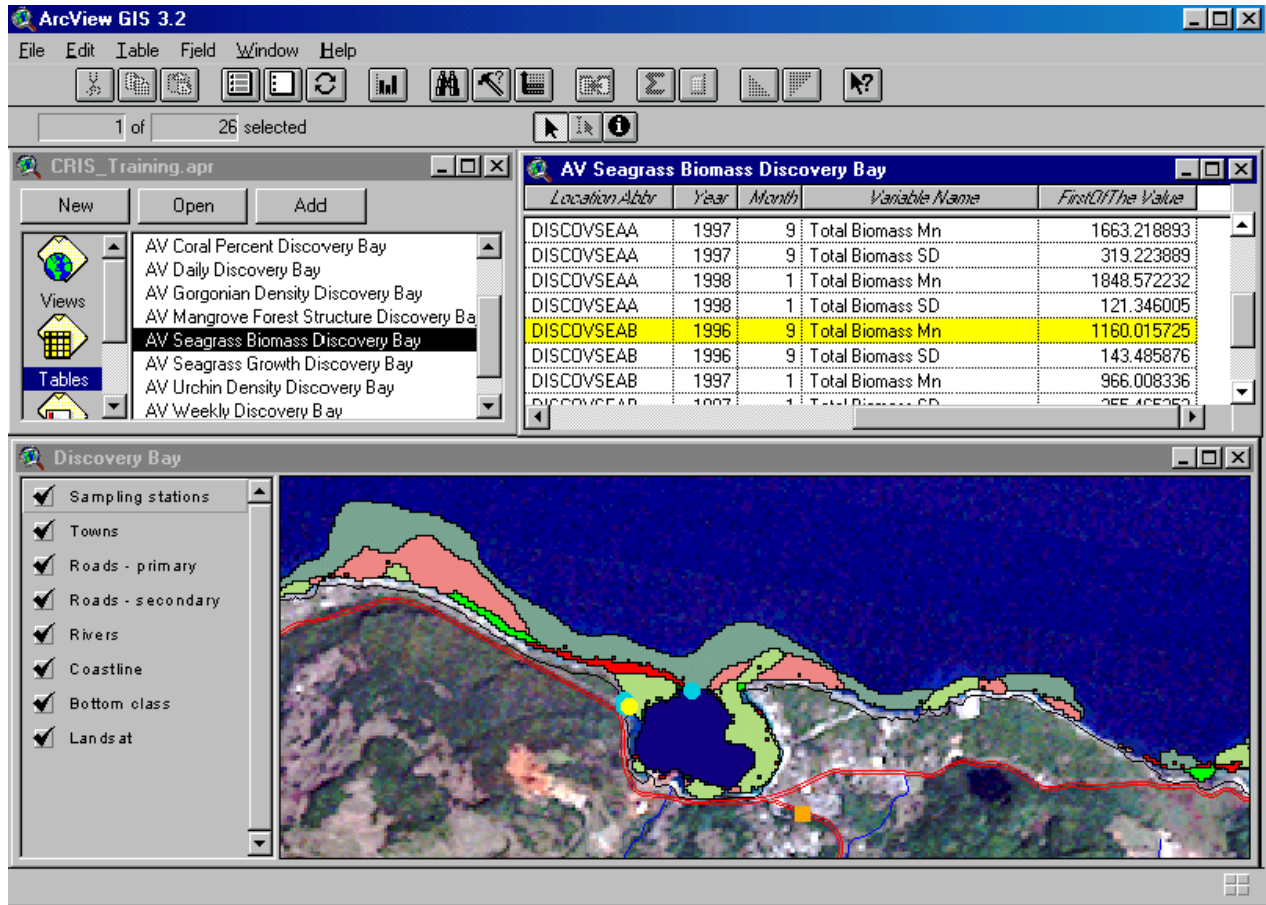 ArcView GIS 3.2
File Edit Table Field Window Help
1 of 26 selected
CRIS_Training.apr
New Open Add
Views
Tables
AV Coral Percent Discovery Bay
AV Daily Discovery Bay
AV Gorgonian Density Discovery Bay
AV Mangrove Forest Structure Discovery Ba
AV Seagrass Biomass Discovery Bay
AV Seagrass Growth Discovery Bay
AV Urchin Density Discovery Bay
AV Weekly Discovery Bay
AV Seagrass Biomass Discovery Bay
Location Abbr Year Month Variable Name FirstOfThe Value
DISCOVSEAA 1997 9 Total Biomass Mn 1663.218893
DISCOVSEAA 1997 9 Total Biomass SD 319.223889
DISCOVSEAA 1998 1 Total Biomass Mn 1848.572232
DISCOVSEAA 1998 1 Total Biomass SD 121.346005
DISCOVSEAB 1996 9 Total Biomass Mn 1160.015725
DISCOVSEAB 1996 9 Total Biomass SD 143.485876
DISCOVSEAB 1997 1 Total Biomass Mn 966.008336
DISCOVSEAB 1997 1 Total Biomass SD
Discovery Bay
Sampling stations
Towns
Roads - primary
Roads - secondary
Rivers
Coastline
Bottom class
Landsat